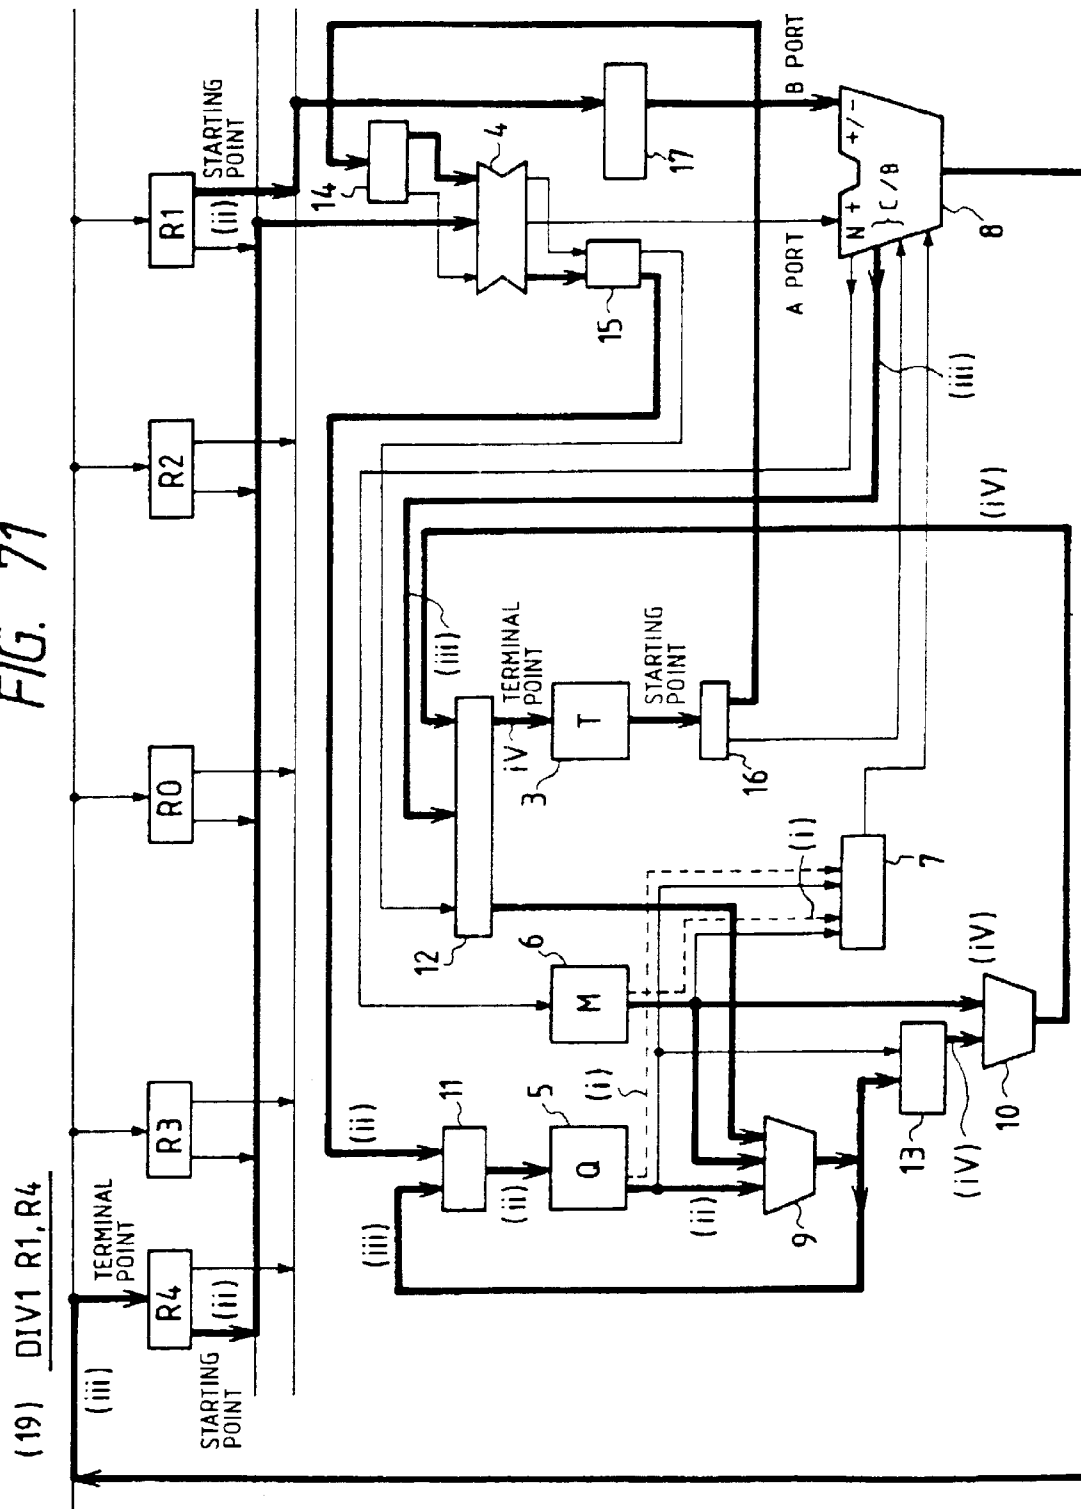 FIG. 71
(19) DIV1 R1, R4
(iii)
TERMINAL
POINT
R4
R3
R0
R2
R1
(ii)
STARTING
POINT
(ii)
STARTING
POINT
14
4
17
15
B PORT
A PORT
N + +/-
} C/B
8
(iii)
(iV)
(iii)
(ii)
(iii)
11
(ii)
5
Q
(i)
(ii)
9
6
M
12
TERMINAL
POINT
iV
T
3
STARTING
POINT
16
(i)
7
13
(iV)
(iV)
10